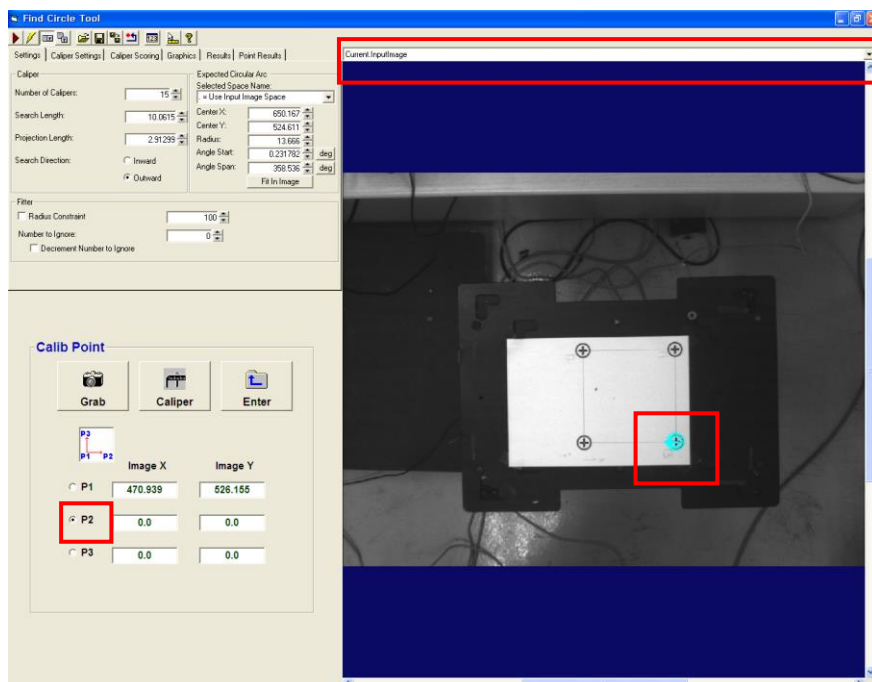 Find Circle Tool
Settings Caliper Settings Caliper Scoring Graphics Results Point Results
Current.InputImage
Caliper
Number of Calipers: 15
Search Length: 10.0615
Projection Length: 2.91299
Search Direction: Inward
Outward
Expected Circular Arc
Selected Space Name:
. = Use Input Image Space
Center X: 650.167
Center Y: 524.611
Radius: 13.666
Angle Start: 0.231782 deg
Angle Span: 358.536 deg
Fit In Image
Fitter
Radius Constraint 100
Number to Ignore: 0
Decrement Number to Ignore
Calib Point
Grab Caliper Enter
P3
P1 P2
Image X Image Y
P1 470.939 526.155
P2 0.0 0.0
P3 0.0 0.0